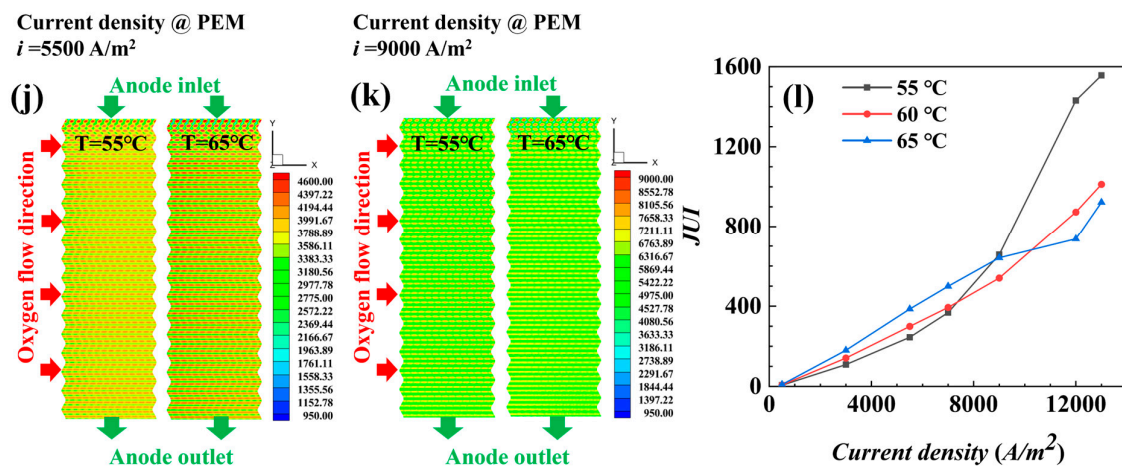 Current density @ PEM
i =5500 A/m²
(j)
Anode inlet
T=55℃
T=65℃
Oxygen flow direction
Y
Z
X
4600.00
4397.22
4194.44
3991.67
3788.89
3586.11
3383.33
3180.56
2977.78
2775.00
2572.22
2369.44
2166.67
1963.89
1761.11
1558.33
1355.56
1152.78
950.00
Anode outlet
Current density @ PEM
i =9000 A/m²
(k)
Anode inlet
T=55℃
T=65℃
Oxygen flow direction
Y
Z
X
9000.00
8552.78
8105.56
7658.33
7211.11
6763.89
6316.67
5869.44
5422.22
4975.00
4527.78
4080.56
3633.33
3186.11
2738.89
2291.67
1844.44
1397.22
950.00
Anode outlet
(l)
55 ℃
60 ℃
65 ℃
JUI
1600
1200
800
400
0
0
4000
8000
12000
Current density (A/m²)